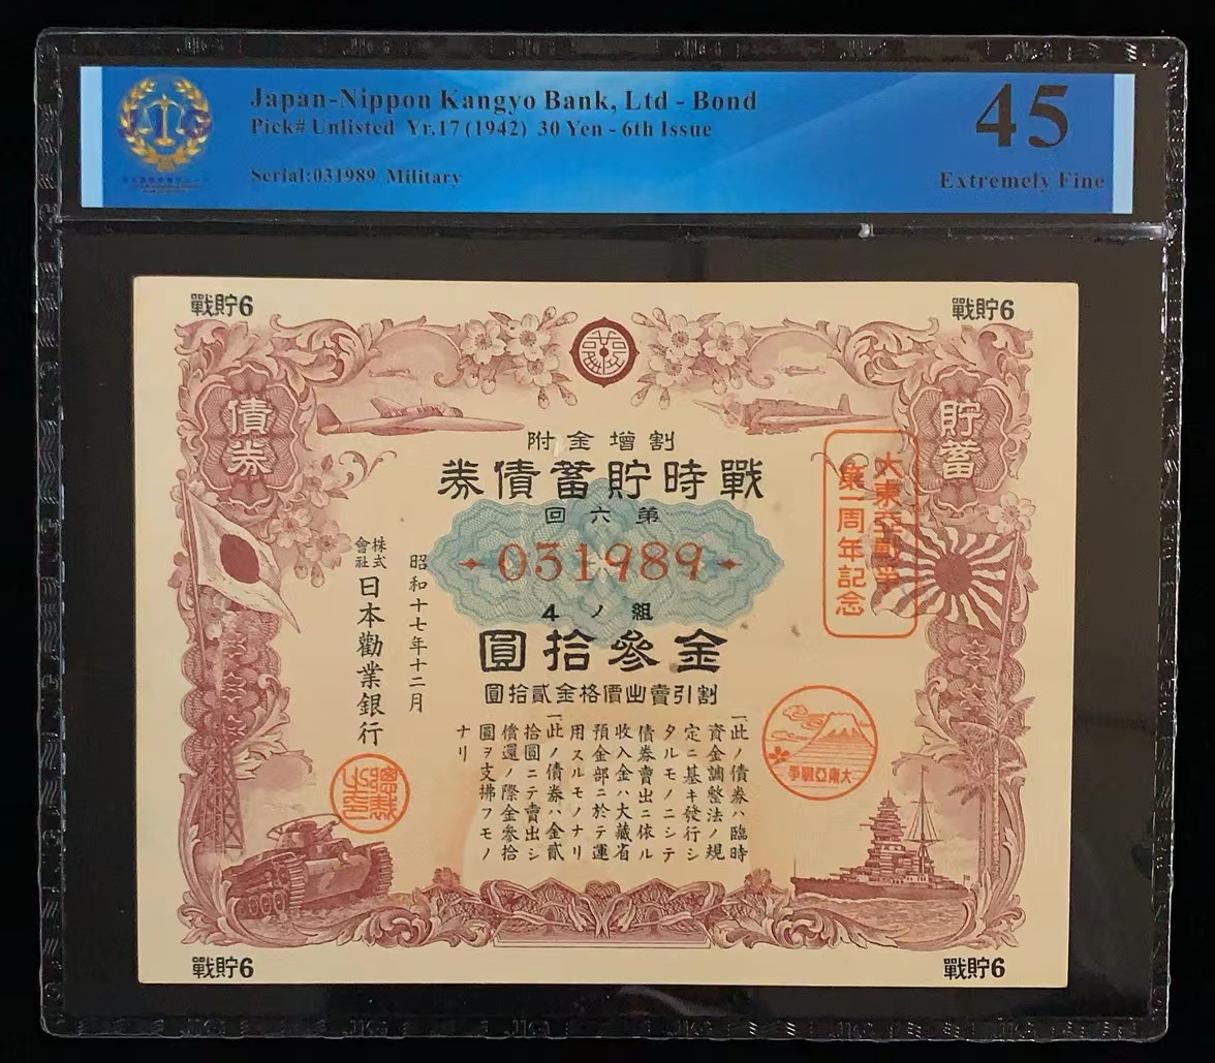 Japan-Nippon Kangyo Bank, Ltd - Bond
Pick# Unlisted Yr.17 (1942) 30 Yen - 6th Issue
Serial:031989 Military
45
Extremely Fine
戰貯6
戰貯6
貯蓄
債券
割增金附
戰時貯蓄債券
第六回
031989
組ノ4
金參拾圓
割引賣出價格金貳拾圓
大東亞戰爭
第一周年記念
大東亞戰爭
一此ノ債券ハ臨時
資金調整法ノ規
定ニ基キ發行シ
タルモノニシテ
債券賣出ニ依ル
收入金ハ大藏省
預金部ニ於テ運
用スルモノナリ
一此ノ債券ハ金貳
拾圓ニテ賣出シ
償還ノ際金參拾
圓ヲ支拂フモノ
ナリ
昭和十七年十二月
株式會社
日本勸業銀行
總裁之印
戰貯6
戰貯6